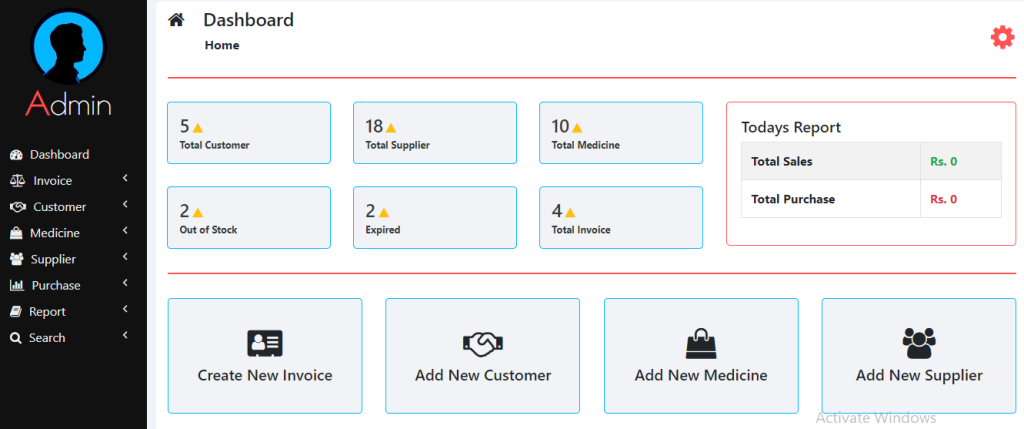 Admin
Dashboard
Invoice
Customer
Medicine
Supplier
Purchase
Report
Search
Dashboard
Home
5
Total Customer
18
Total Supplier
10
Total Medicine
2
Out of Stock
2
Expired
4
Total Invoice
Todays Report
Total Sales Rs. 0
Total Purchase Rs. 0
Create New Invoice
Add New Customer
Add New Medicine
Add New Supplier
Activate Windows